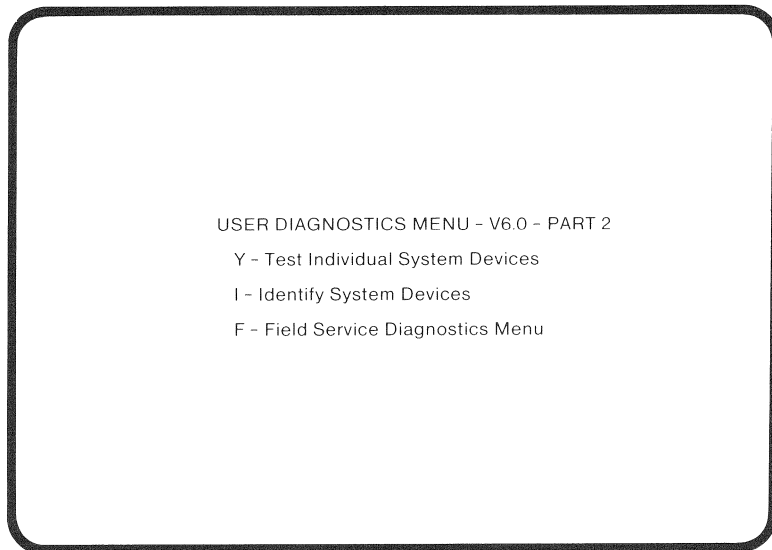 USER DIAGNOSTICS MENU – V6.0 – PART 2
Y – Test Individual System Devices
I – Identify System Devices
F – Field Service Diagnostics Menu